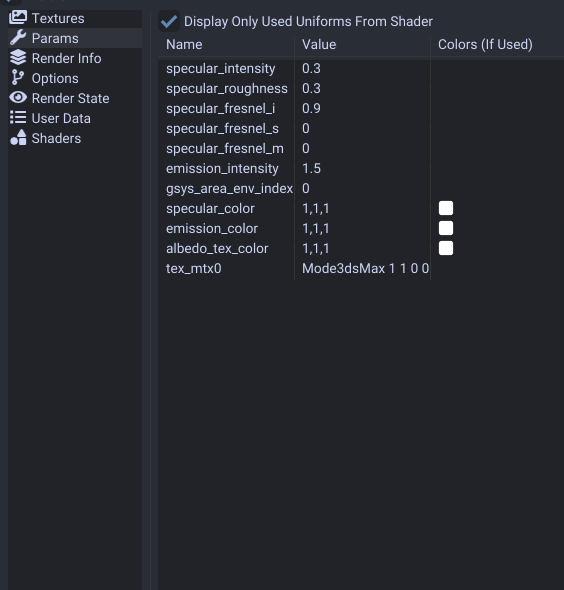 Textures
Params
Render Info
Options
Render State
User Data
Shaders
Display Only Used Uniforms From Shader
Name Value Colors (If Used)
specular_intensity 0.3
specular_roughness 0.3
specular_fresnel_i 0.9
specular_fresnel_s 0
specular_fresnel_m 0
emission_intensity 1.5
gsys_area_env_index 0
specular_color 1,1,1
emission_color 1,1,1
albedo_tex_color 1,1,1
tex_mtx0 Mode3dsMax 1 1 0 0